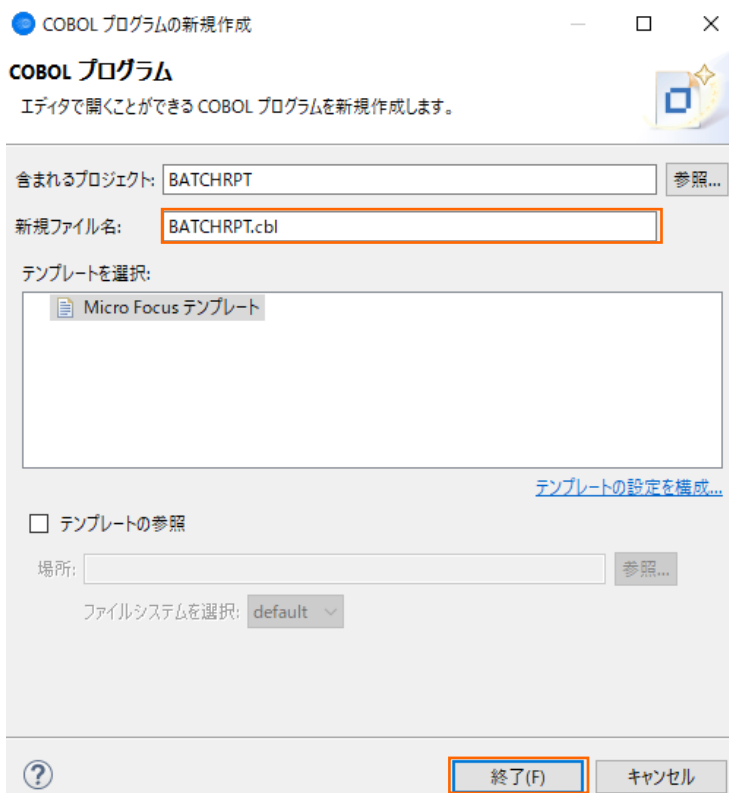 COBOL プログラムの新規作成
COBOL プログラム
エディタで開くことができる COBOL プログラムを新規作成します。
含まれるプロジェクト: BATCHRPT 参照...
新規ファイル名: BATCHRPT.cbl
テンプレートを選択:
Micro Focus テンプレート
テンプレートの設定を構成...
テンプレートの参照
場所: 参照...
ファイルシステムを選択: default
終了(F) キャンセル